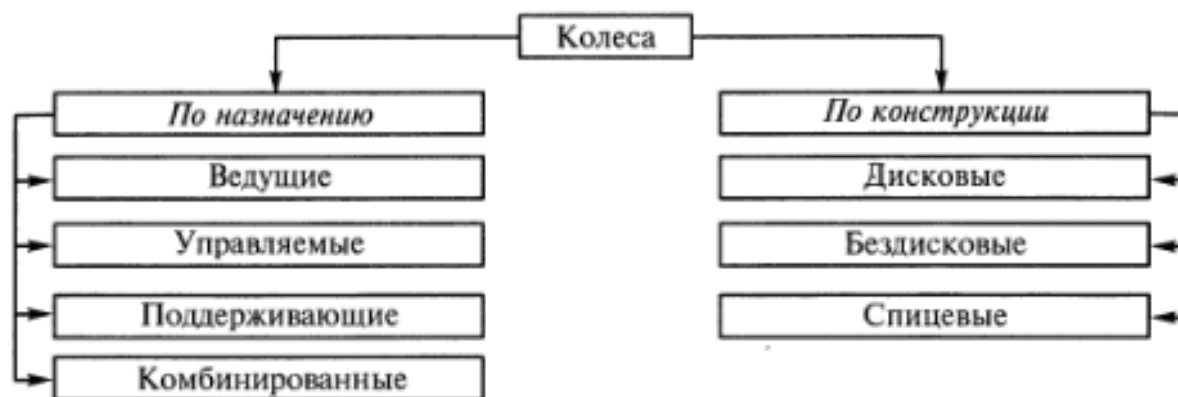 Колеса
По назначению
Ведущие
Управляемые
Поддерживающие
Комбинированные
По конструкции
Дисковые
Бездисковые
Спицевые